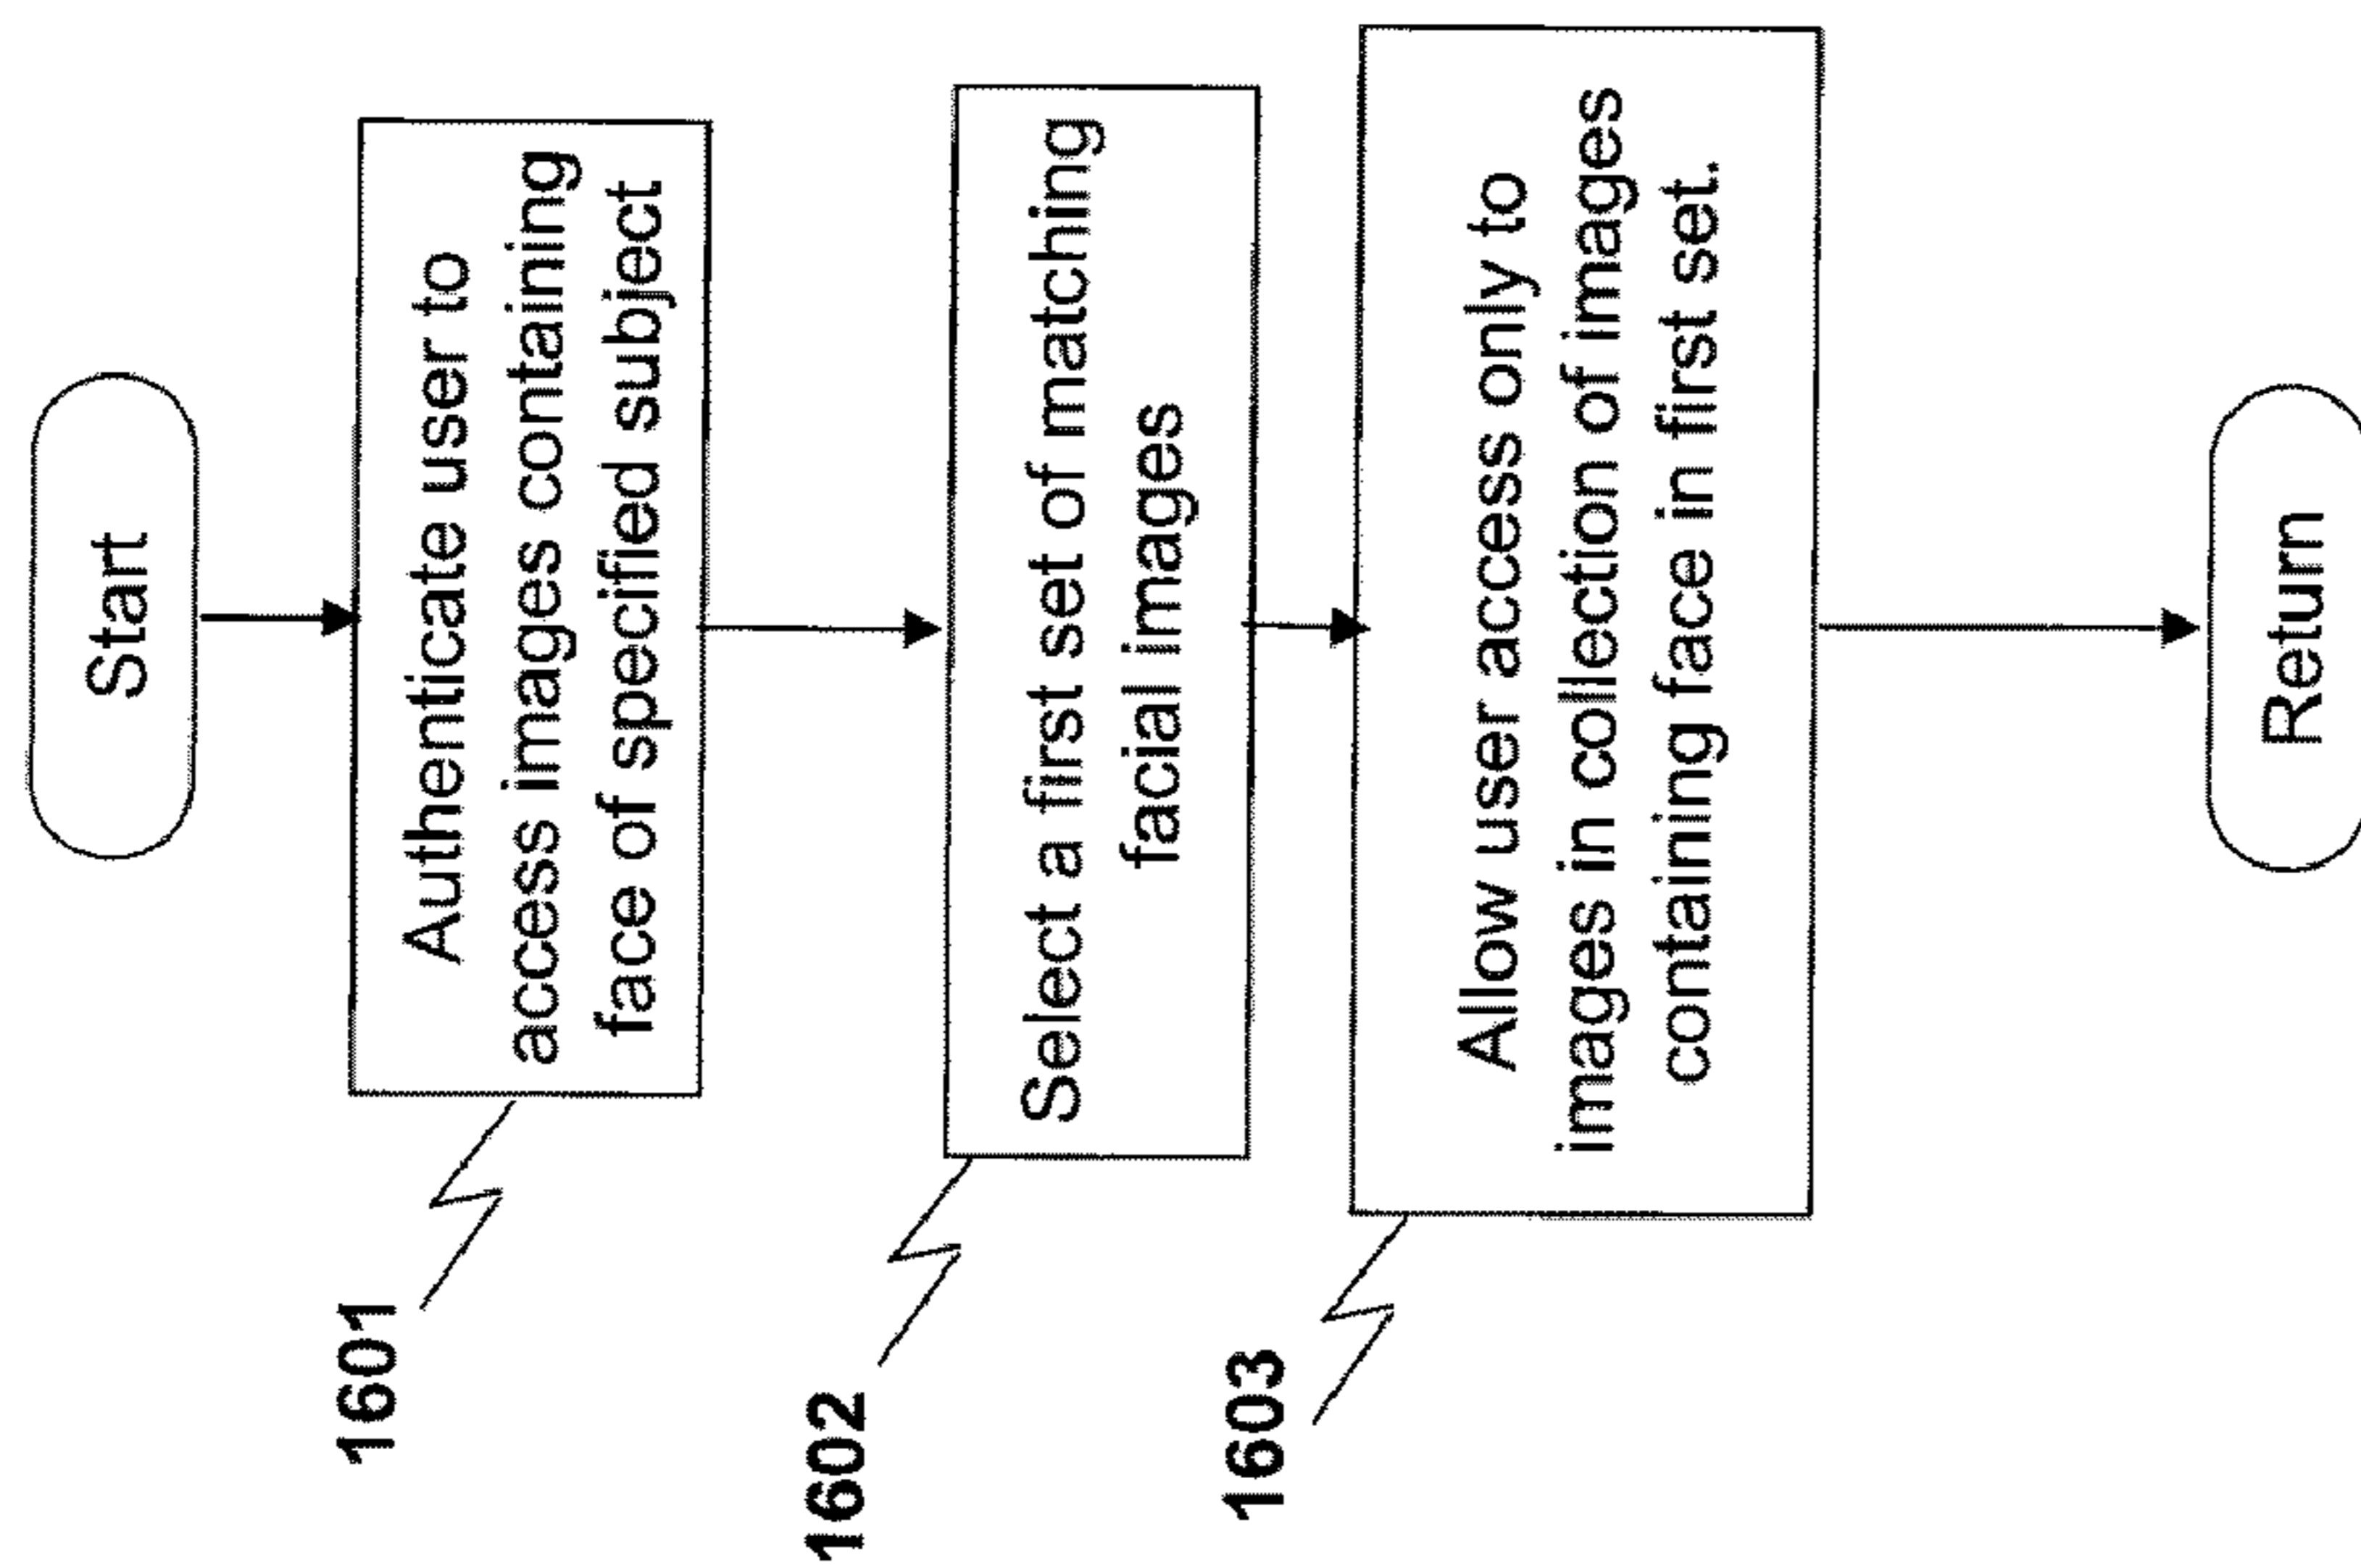 Start
1601
Authenticate user to
access images containing
face of specified subject
1602
Select a first set of matching
facial images
1603
Allow user access only to
images in collection of images
containing face in first set.
Return